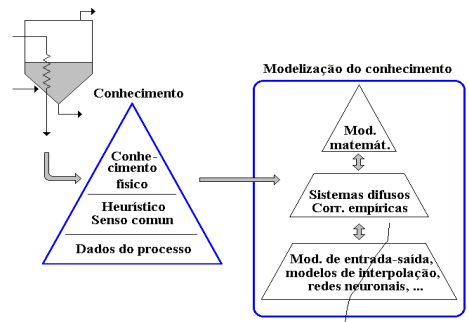 Conhecimento
Conhe-
cimento
físico
Heurístico
Senso comun
Dados do processo
Modelização do conhecimento
Mod.
matemát.
Sistemas difusos
Corr. empíricas
Mod. de entrada-saída,
modelos de interpolação,
redes neuronais, ...